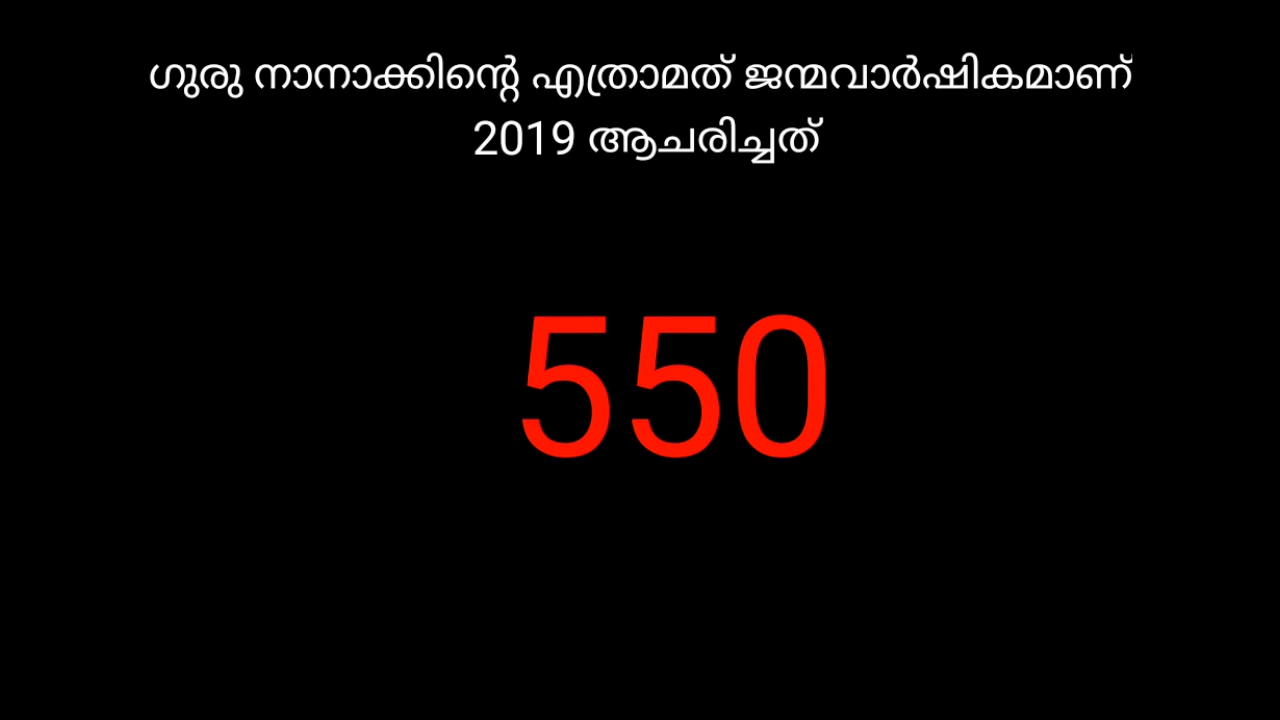 ഗുരു നാനാക്കിന്റെ എത്രാമത് ജന്മവാർഷികമാണ്
2019 ആചരിച്ചത്
550